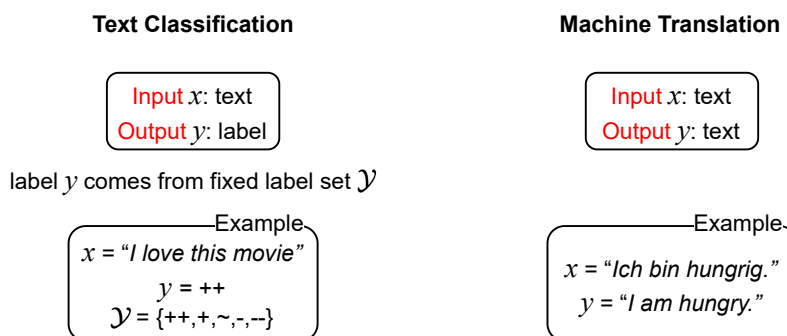 Text Classification
Input x: text
Output y: label
label y comes from fixed label set 𝒴
Example
x = “I love this movie”
y = ++
𝒴 = {++,+,~,-,--}
Machine Translation
Input x: text
Output y: text
Example
x = “Ich bin hungrig.”
y = “I am hungry.”